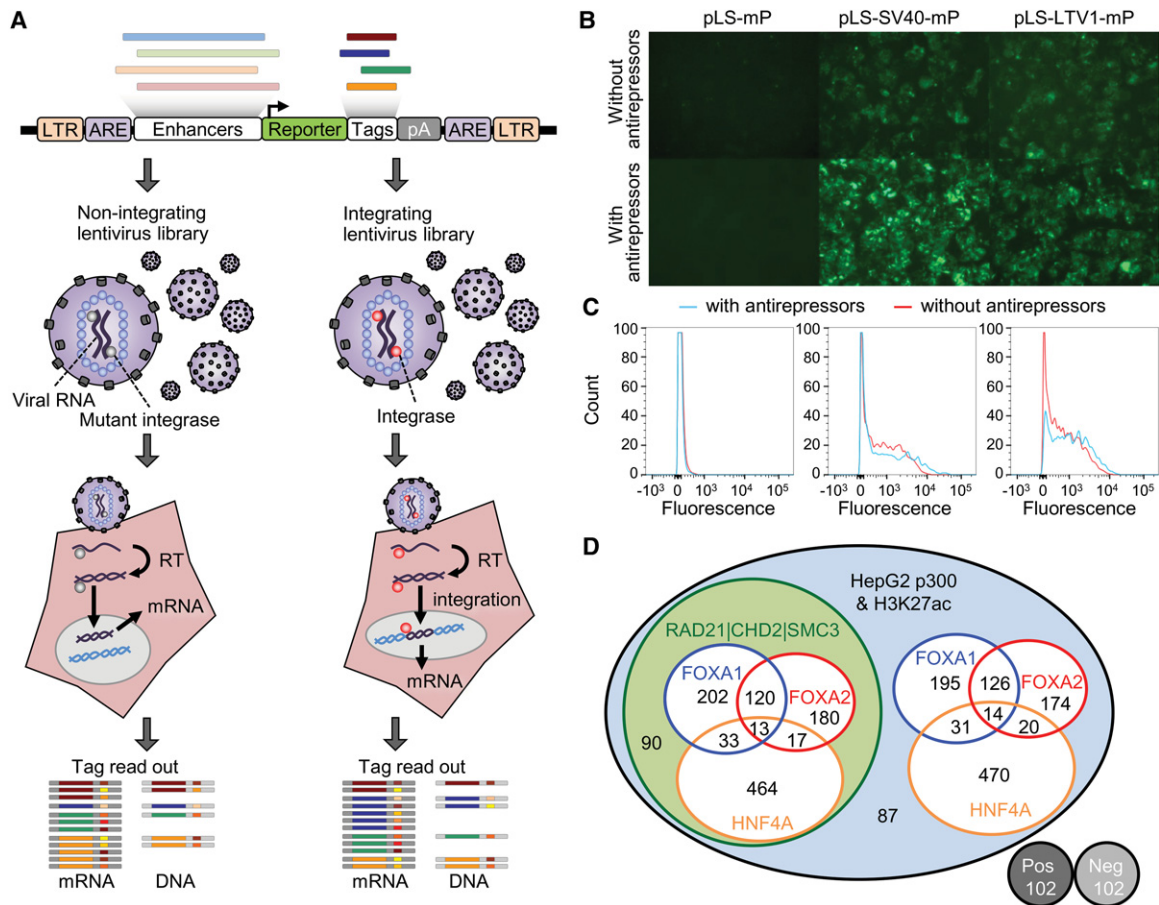 A
LTR ARE Enhancers Reporter Tags pA ARE LTR
Non-integrating
lentivirus library
Integrating
lentivirus library
Viral RNA
Mutant integrase
Integrase
RT
mRNA
RT
integration
mRNA
Tag read out
Tag read out
mRNA DNA
mRNA DNA
B
pLS-mP pLS-SV40-mP pLS-LTV1-mP
Without
antirepressors
With
antirepressors
C
with antirepressors without antirepressors
Count
100
80
60
40
20
0
-10³ 0 10³ 10⁴ 10⁵
Fluorescence
100
80
60
40
20
0
-10³ 0 10³ 10⁴ 10⁵
Fluorescence
100
80
60
40
20
0
-10³ 0 10³ 10⁴ 10⁵
Fluorescence
D
HepG2 p300
& H3K27ac
RAD21|CHD2|SMC3
FOXA1
202
120
FOXA2
180
13
33
17
90
464
HNF4A
FOXA1
195
126
FOXA2
174
14
31
20
470
87
HNF4A
Pos
102
Neg
102